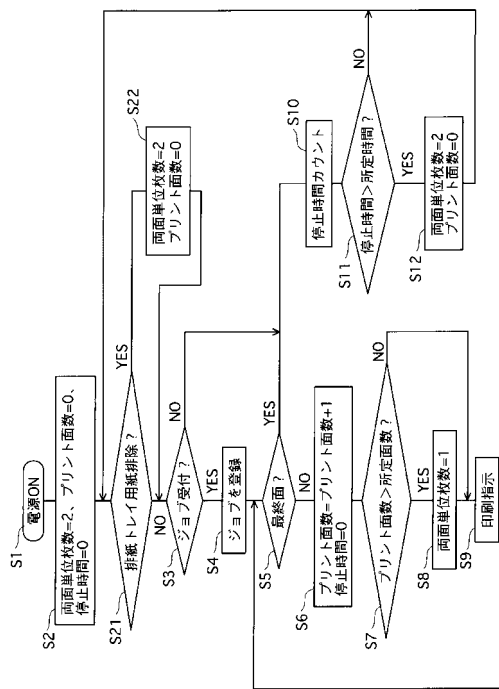 S1
電源ON
S2
両面単位枚数=2、プリント面数=0、
停止時間=0
S21
排紙トレイ用紙排除?
YES
NO
S22
両面単位枚数=2
プリント面数=0
S3
ジョブ受付?
NO
YES
S4
ジョブを登録
S5
最終面?
YES
NO
S6
プリント面数=プリント面数+1
停止時間=0
S7
プリント面数>所定面数?
NO
YES
S8
両面単位枚数=1
S9
印刷指示
S10
停止時間カウント
S11
停止時間>所定時間?
NO
YES
S12
両面単位枚数=2
プリント面数=0